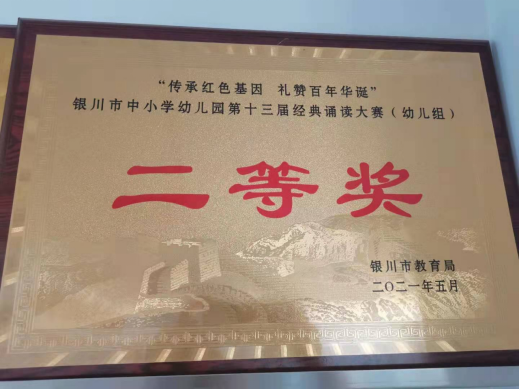 “传承红色基因 礼赞百年华诞”
银川市中小学幼儿园第十三届经典诵读大赛（幼儿组）
二等奖
银川市教育局
二〇二一年五月